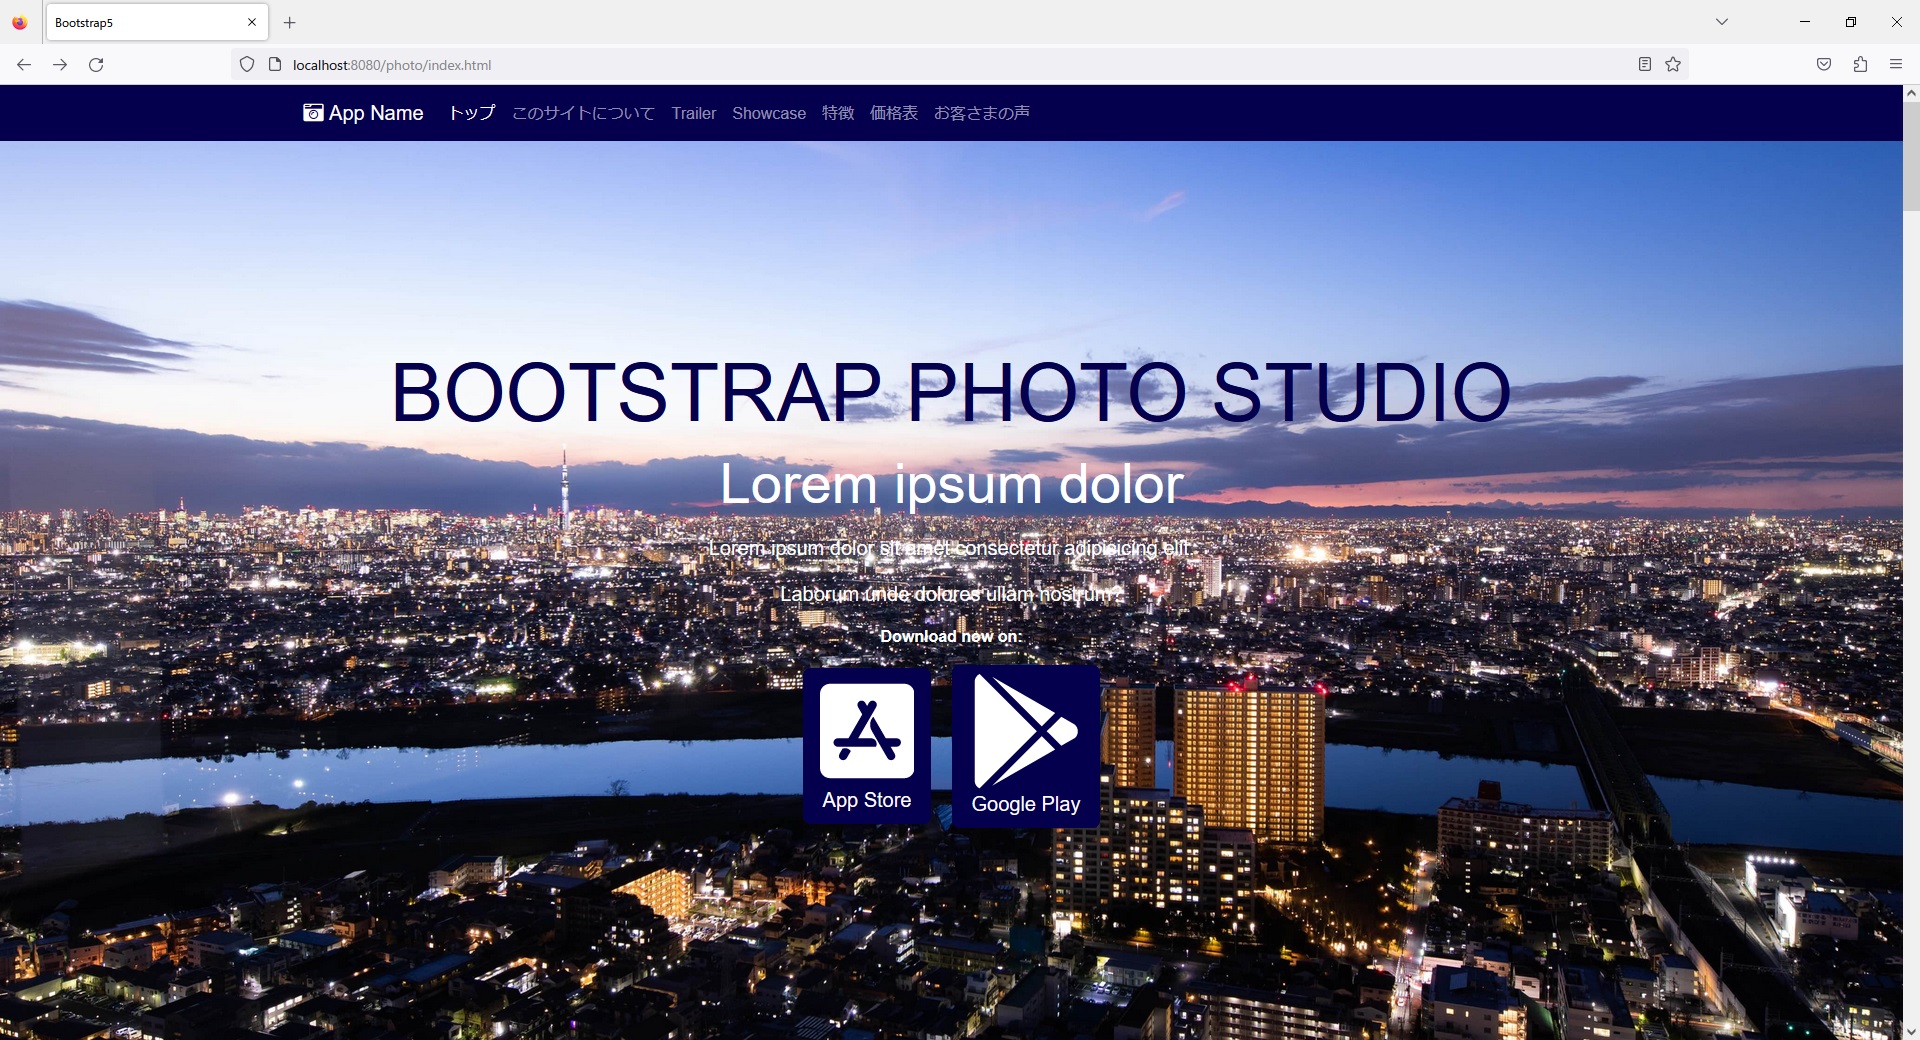 Bootstrap5
localhost:8080/photo/index.html
App Name トップ このサイトについて Trailer Showcase 特徴 価格表 お客さまの声
BOOTSTRAP PHOTO STUDIO
Lorem ipsum dolor
Lorem ipsum dolor sit amet consectetur adipisicing elit.
Laborum unde dolores ullam nostrum?
Download now on:
App Store Google Play